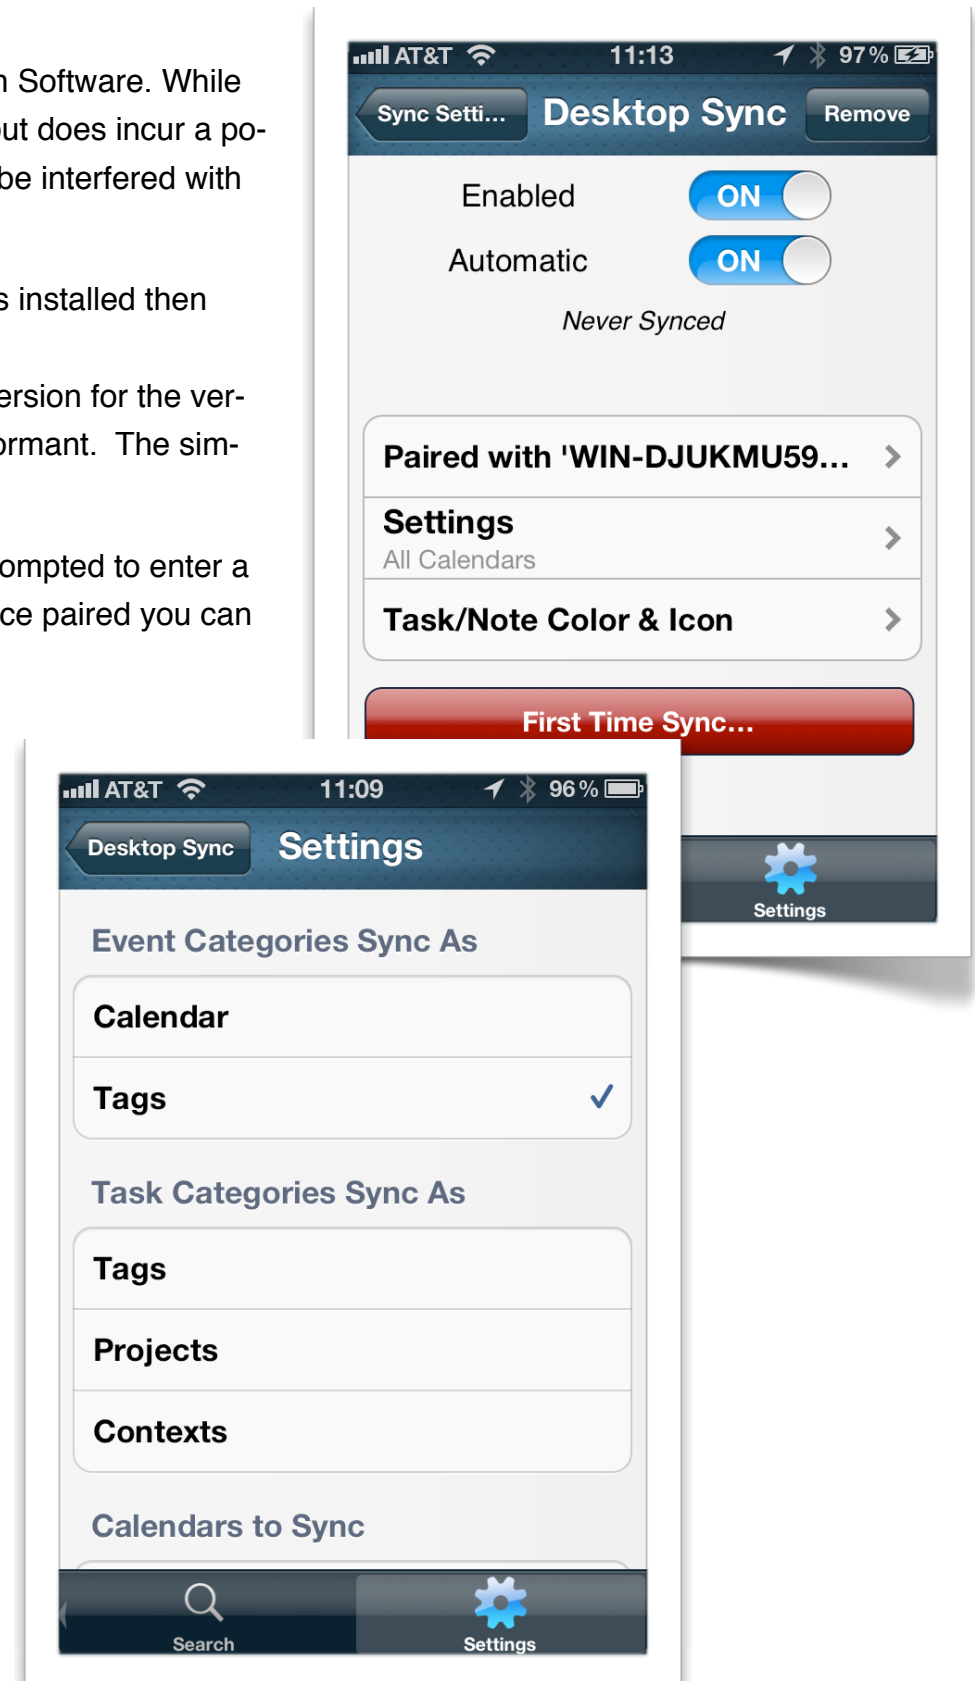 n Software. While
out does incur a po-
be interfered with
s installed then
ersion for the ver-
ormant. The sim-
ompted to enter a
ce paired you can
AT&T 11:13 97%
Sync Setti... Desktop Sync Remove
Enabled ON
Automatic ON
Never Synced
Paired with 'WIN-DJUKMU59...
Settings
All Calendars
Task/Note Color & Icon
First Time Sync...
Settings
AT&T 11:09 96%
Desktop Sync Settings
Event Categories Sync As
Calendar
Tags
Task Categories Sync As
Tags
Projects
Contexts
Calendars to Sync
Search Settings